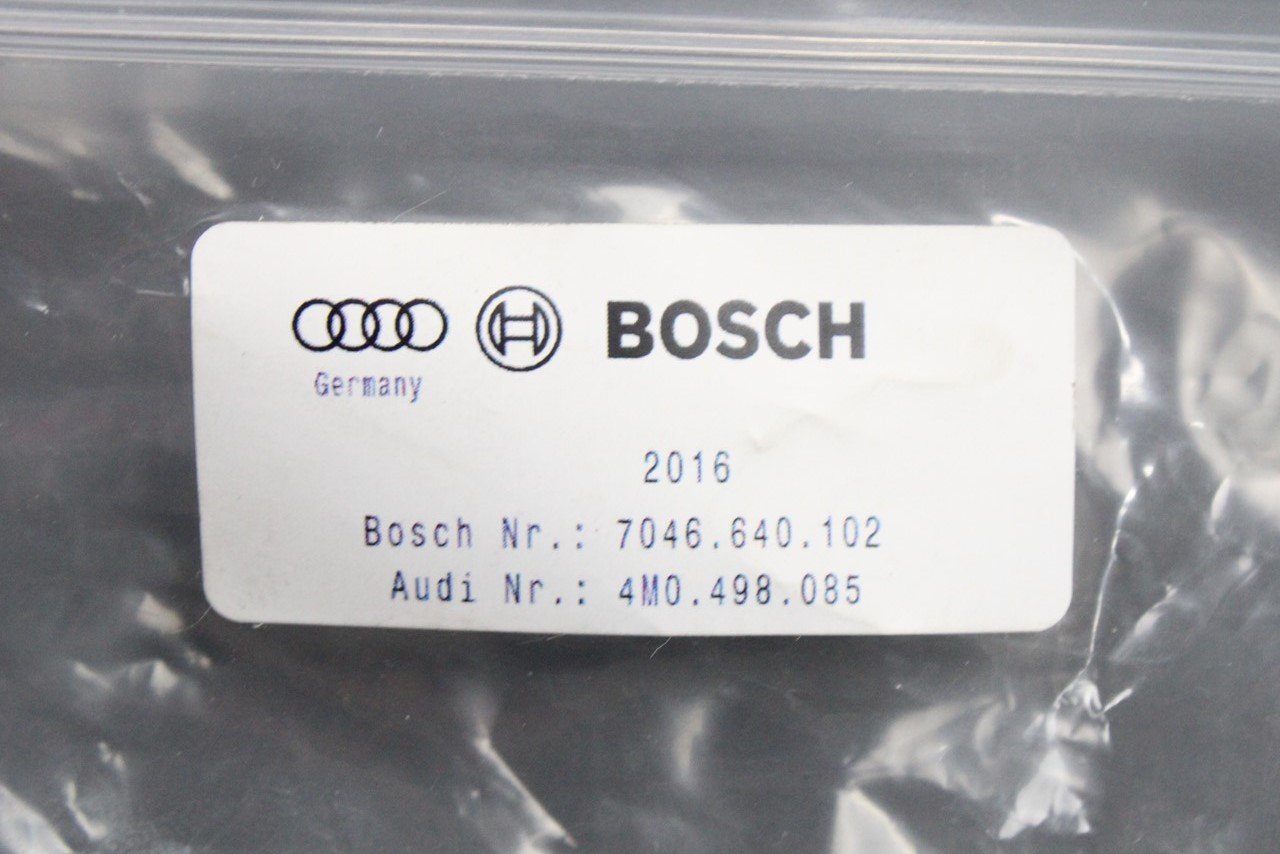 BOSCH
Germany
2016
Bosch Nr.: 7046.640.102
Audi Nr.: 4M0.498.085